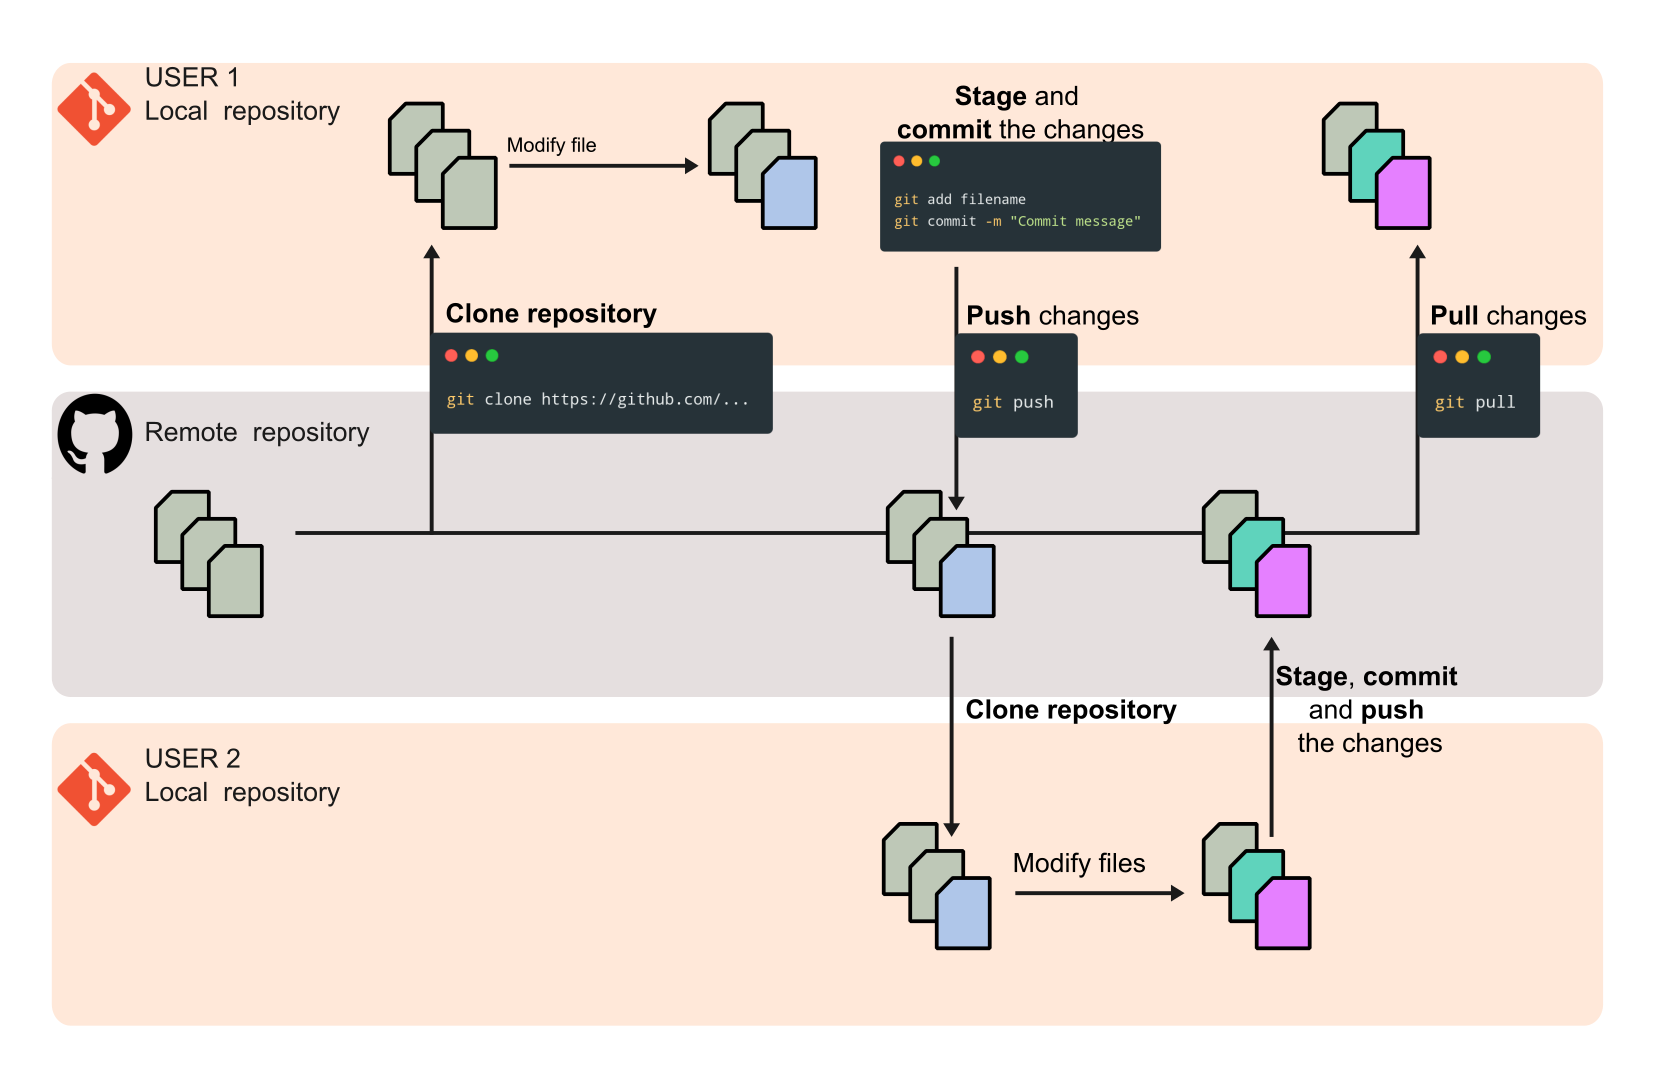 USER 1
Local repository
Modify file
Stage and
commit the changes
git add filename
git commit -m "Commit message"
Clone repository
git clone https://github.com/...
Push changes
git push
Pull changes
git pull
Remote repository
Clone repository
Stage, commit
and push
the changes
USER 2
Local repository
Modify files